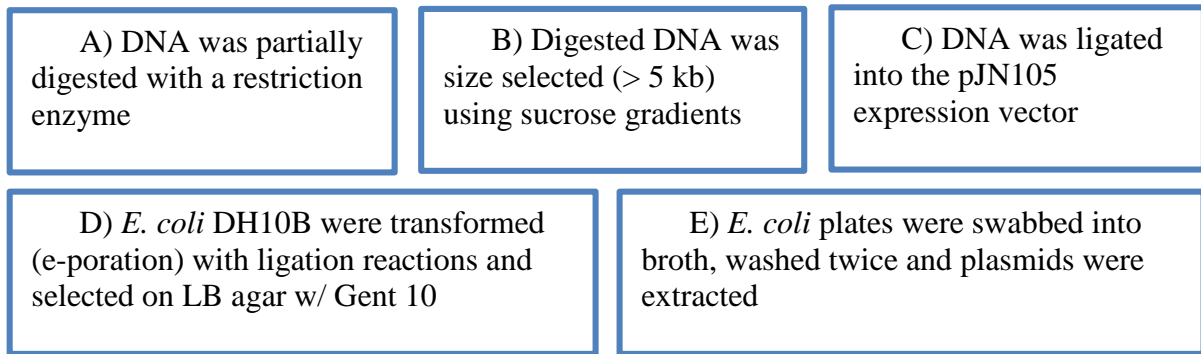 A) DNA was partially
digested with a restriction
enzyme
B) Digested DNA was
size selected (> 5 kb)
using sucrose gradients
C) DNA was ligated
into the pJN105
expression vector
D) E. coli DH10B were transformed
(e-poration) with ligation reactions and
selected on LB agar w/ Gent 10
E) E. coli plates were swabbed into
broth, washed twice and plasmids were
extracted